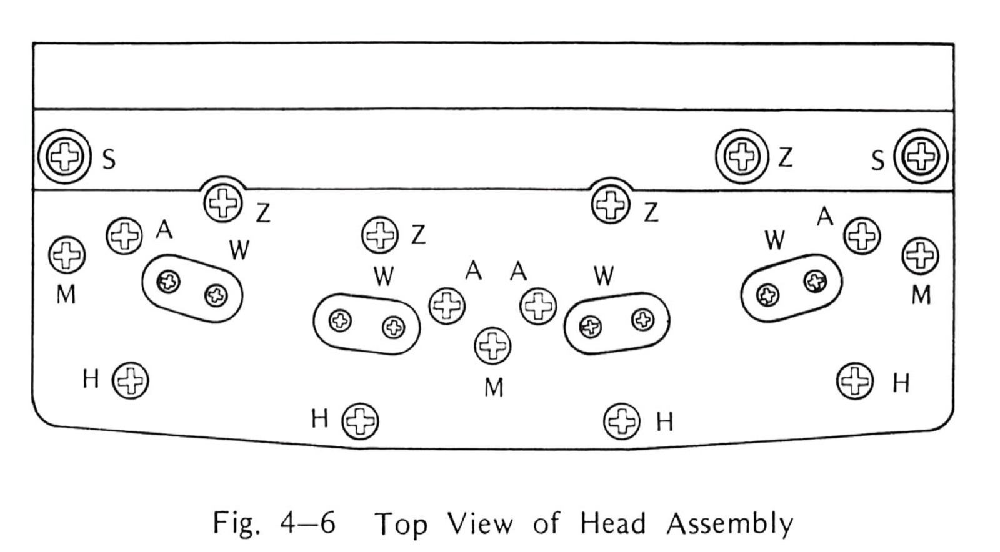 S Z S
Z Z
A Z A
W W
M A A M
W W
M
H H
H H
Fig. 4—6 Top View of Head Assembly